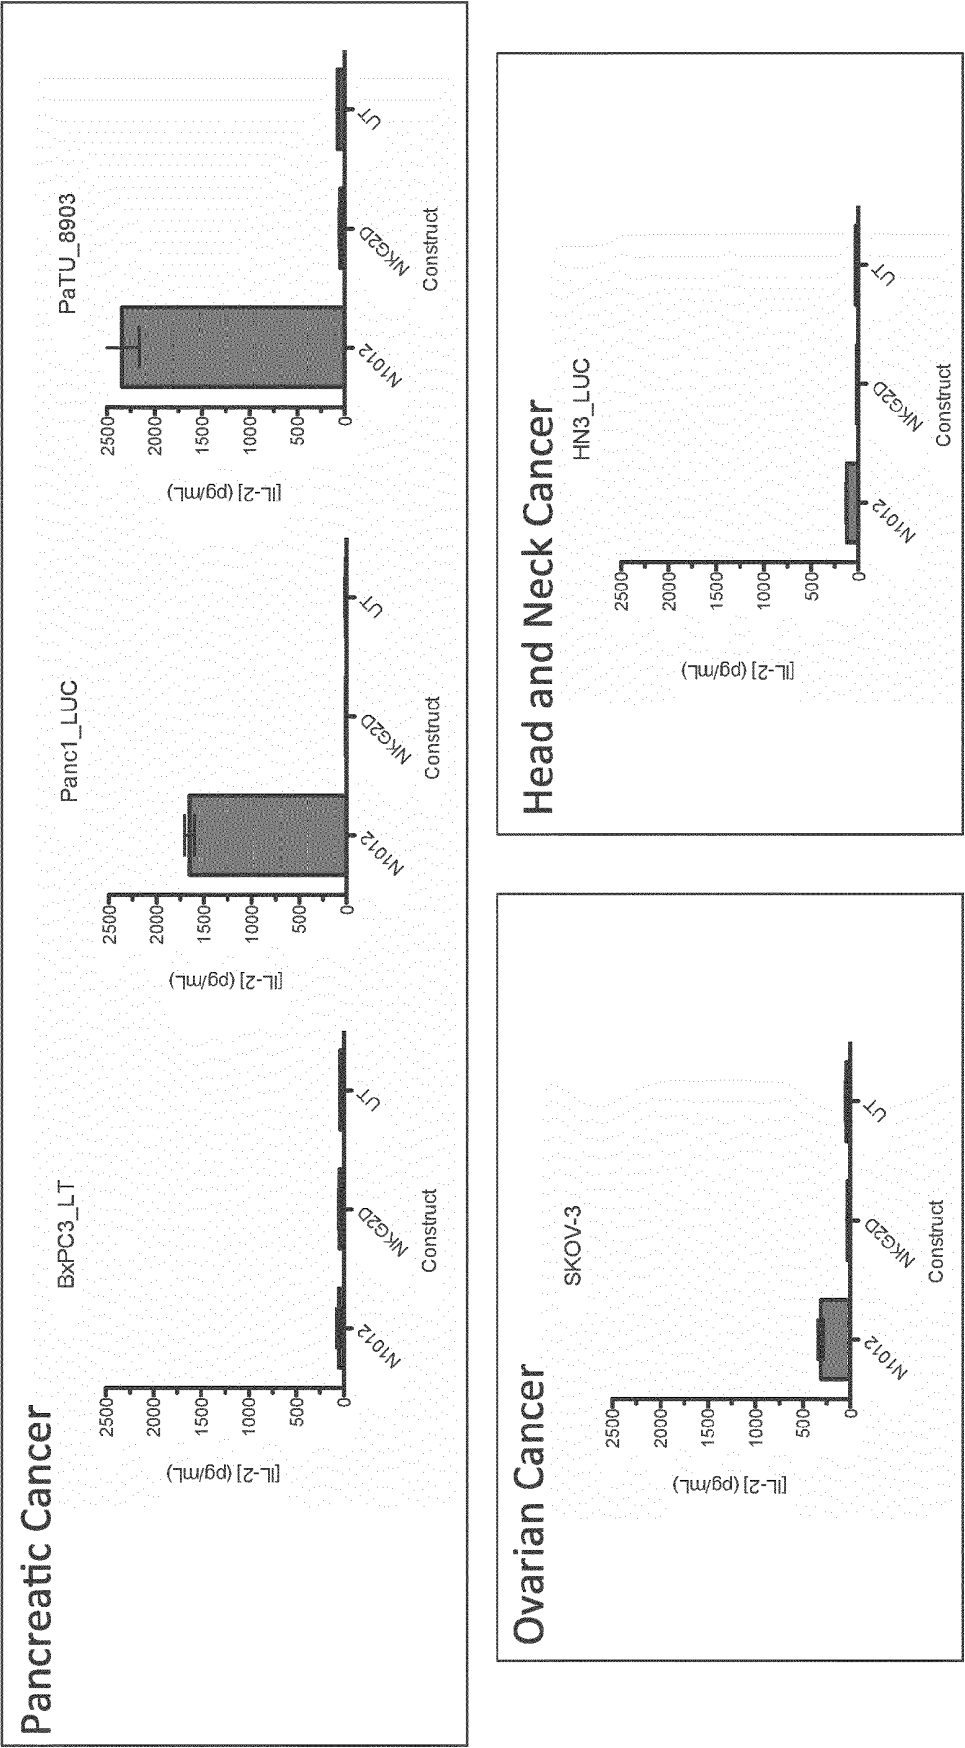 Pancreatic Cancer
BxPC3_LT
[IL-2] (pg/mL)
2500
2000
1500
1000
500
0
N1012
NKG2D
UT
Construct
Panc1_LUC
[IL-2] (pg/mL)
2500
2000
1500
1000
500
0
N1012
NKG2D
UT
Construct
PaTU_8903
[IL-2] (pg/mL)
2500
2000
1500
1000
500
0
N1012
NKG2D
UT
Construct
Ovarian Cancer
SKOV-3
[IL-2] (pg/mL)
2500
2000
1500
1000
500
0
N1012
NKG2D
UT
Construct
Head and Neck Cancer
HN3_LUC
[IL-2] (pg/mL)
2500
2000
1500
1000
500
0
N1012
NKG2D
UT
Construct